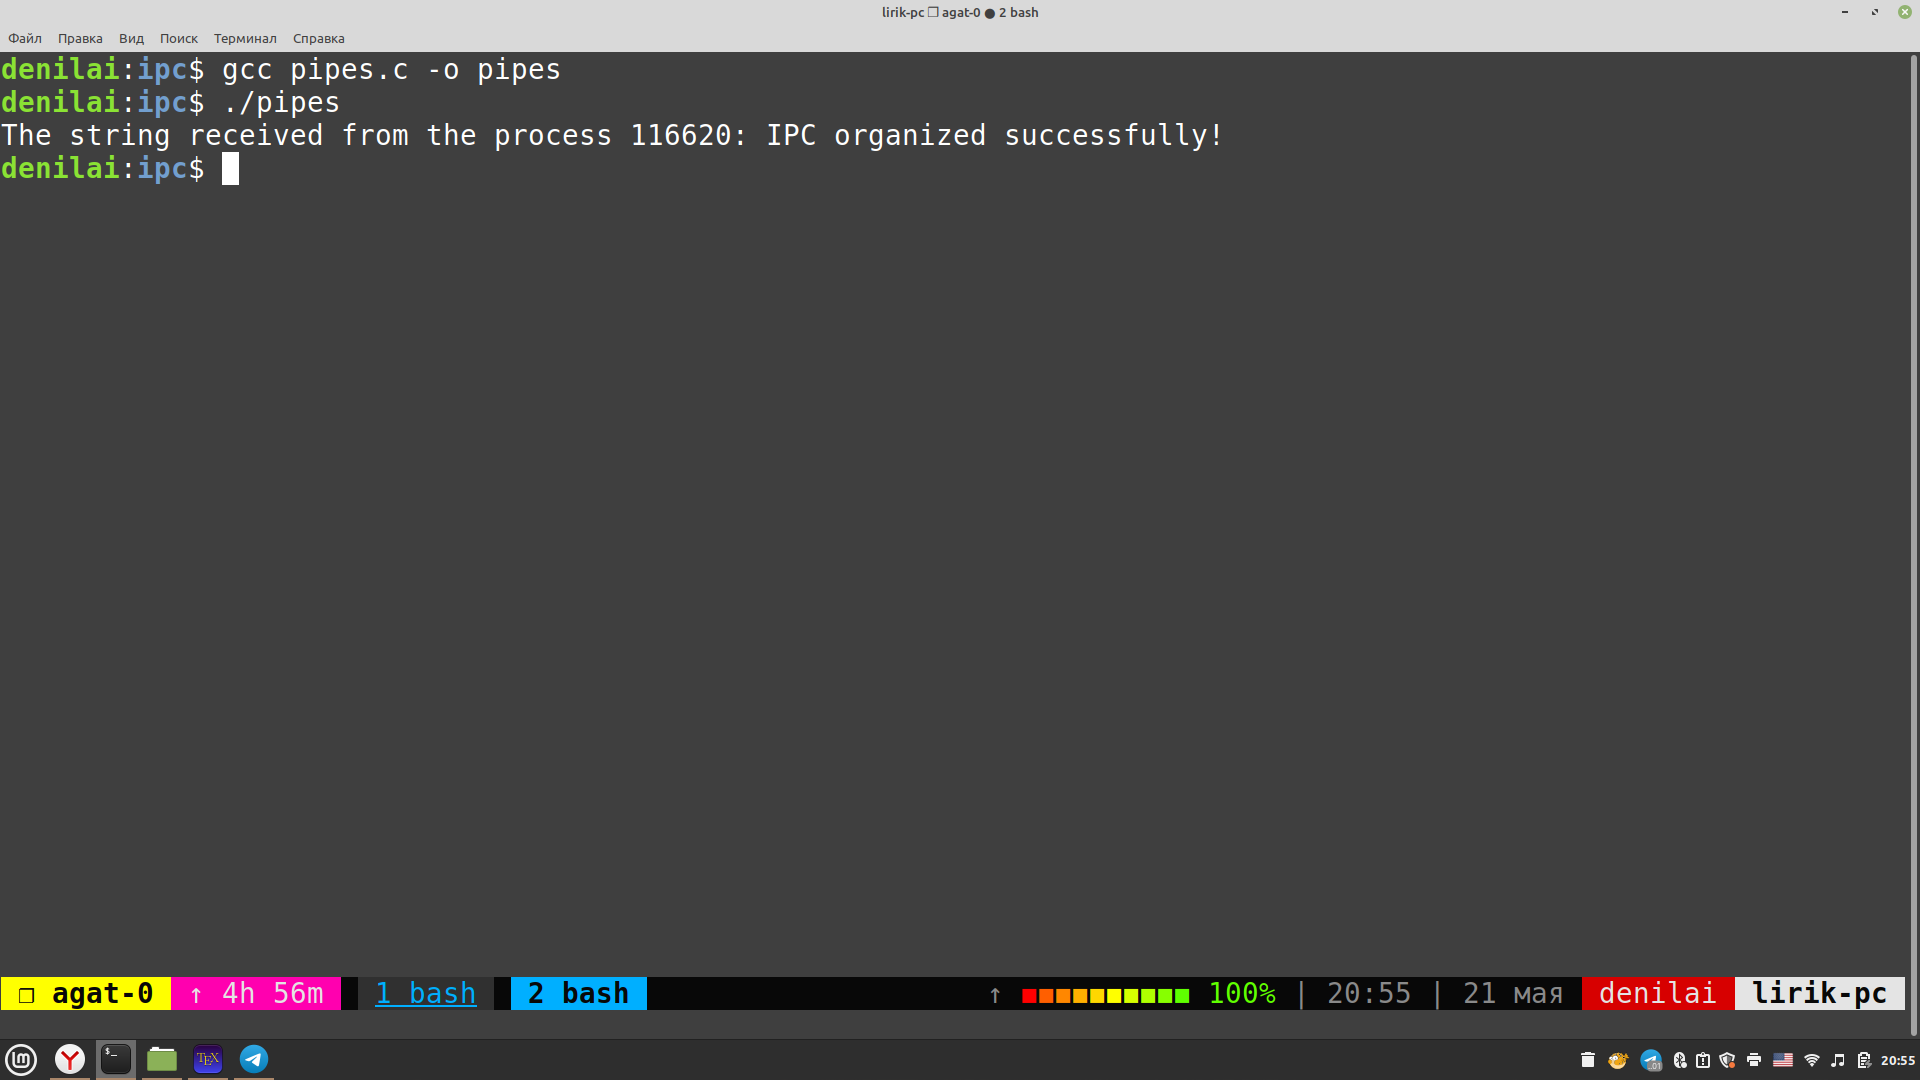 lirik-pc ❐ agat-0 ● 2 bash
Файл Правка Вид Поиск Терминал Справка
denilai:ipc$ gcc pipes.c -o pipes
denilai:ipc$ ./pipes
The string received from the process 116620: IPC organized successfully!
denilai:ipc$
❐ agat-0 ↑ 4h 56m 1 bash 2 bash ↑ ■■■■■■■■■■ 100% | 20:55 | 21 мая denilai lirik-pc
$_ TEX 20:55